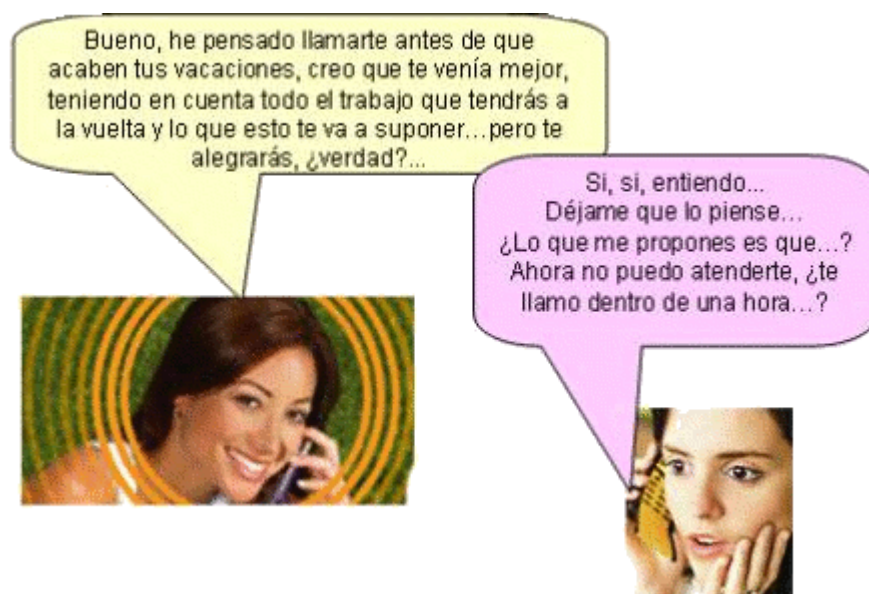 Bueno, he pensado llamarte antes de que
acaben tus vacaciones, creo que te venía mejor,
teniendo en cuenta todo el trabajo que tendrás a
la vuelta y lo que esto te va a suponer...pero te
alegrarás, ¿verdad?...
Si, si, entiendo...
Déjame que lo piense...
¿Lo que me propones es que...?
Ahora no puedo atenderte, ¿te
llamo dentro de una hora...?